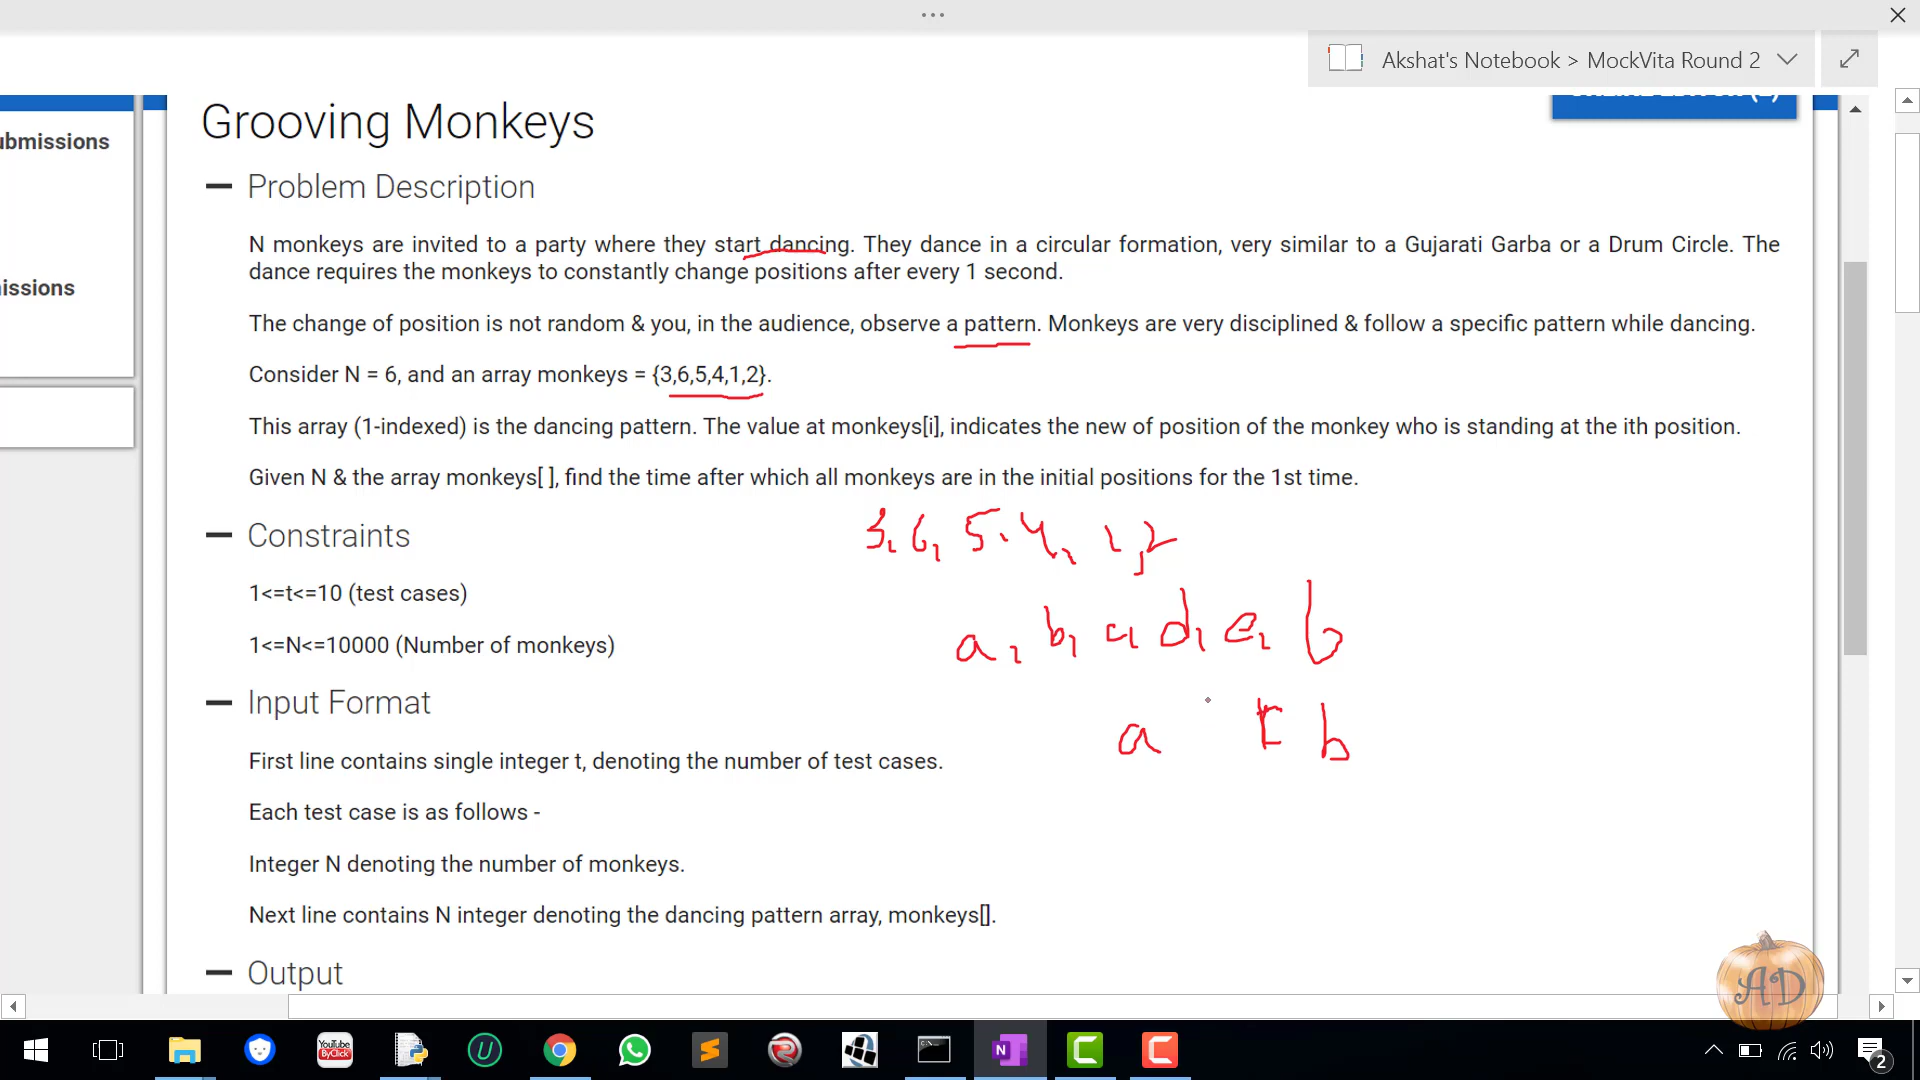 Akshat's Notebook > MockVita Round 2
Grooving Monkeys
ubmissions
Problem Description
N monkeys are invited to a party where they start dancing. They dance in a circular formation, very similar to a Gujarati Garba or a Drum Circle. The
dance requires the monkeys to constantly change positions after every 1 second.
issions
The change of position is not random & you, in the audience, observe a pattern. Monkeys are very disciplined & follow a specific pattern while dancing.
Consider N = 6, and an array monkeys = {3,6,5,4,1,2}.
This array (1-indexed) is the dancing pattern. The value at monkeys[i], indicates the new of position of the monkey who is standing at the ith position.
Given N & the array monkeys[ ], find the time after which all monkeys are in the initial positions for the 1st time.
Constraints
3, 6, 5, 4, 1, 2
1<=t<=10 (test cases)
a, b, c, d, e,
1<=N<=10000 (Number of monkeys)
Input Format
a b
First line contains single integer t, denoting the number of test cases.
Each test case is as follows -
Integer N denoting the number of monkeys.
Next line contains N integer denoting the dancing pattern array, monkeys[].
Output
AD
YouTube
ByClick
N
2